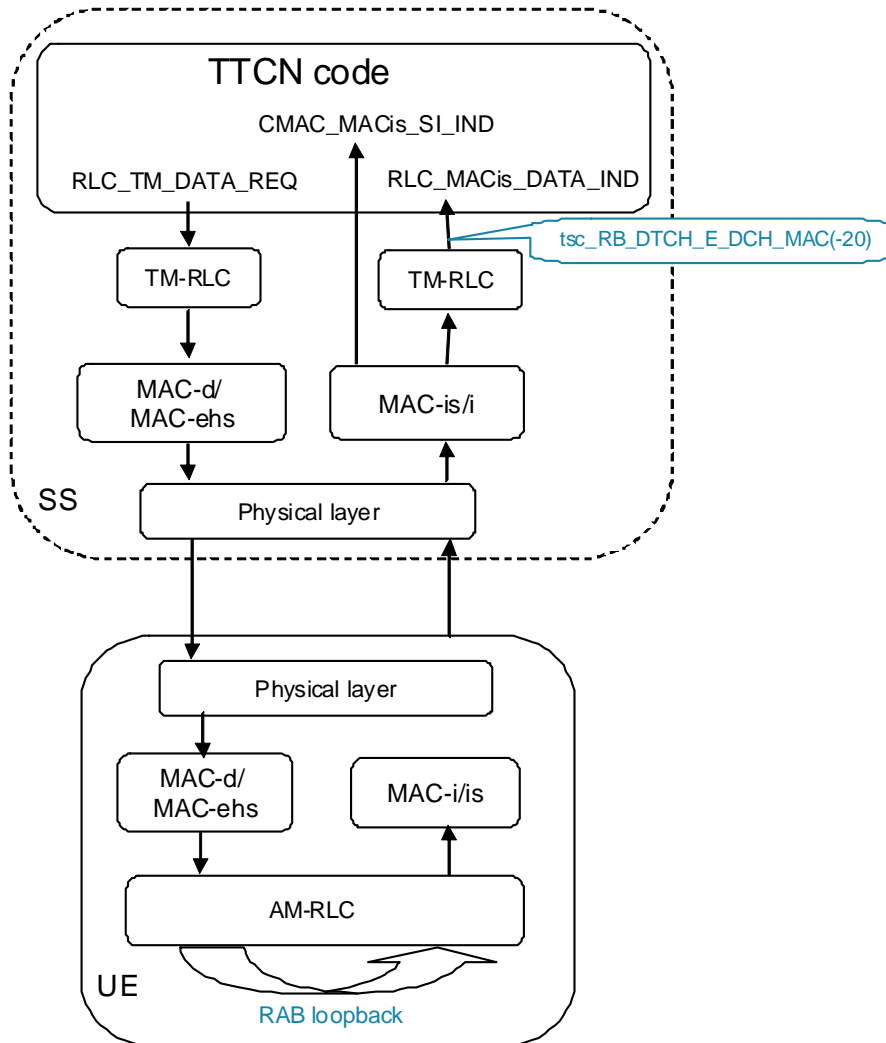 TTCN code
CMAC_MACis_SI_IND
RLC_TM_DATA_REQ
RLC_MACis_DATA_IND
tsc_RB_DTCH_E_DCH_MAC(-20)
TM-RLC
TM-RLC
MAC-d/
MAC-ehs
MAC-is/i
SS
Physical layer
Physical layer
MAC-d/
MAC-ehs
MAC-i/is
AM-RLC
UE
RAB loopback